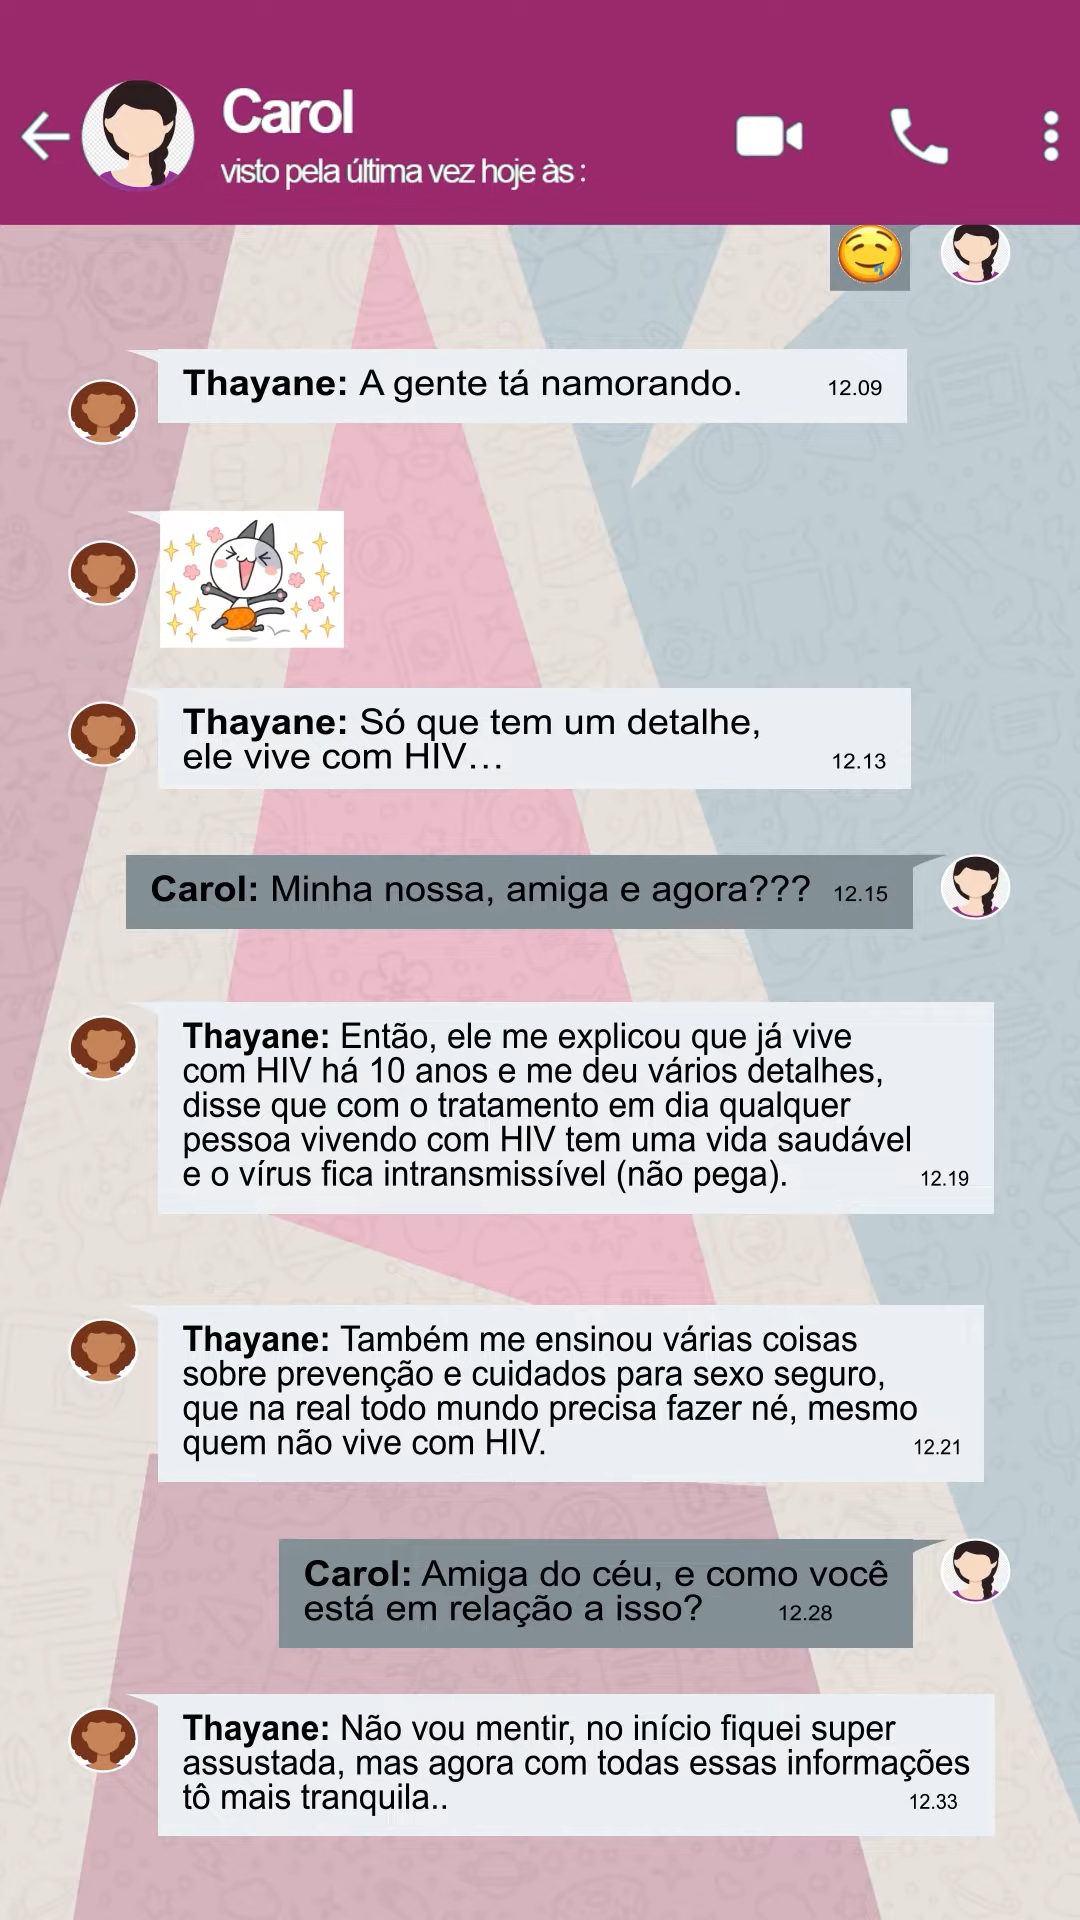 Carol
visto pela última vez hoje às :
Thayane: A gente tá namorando. 12.09
Thayane: Só que tem um detalhe,
ele vive com HIV... 12.13
Carol: Minha nossa, amiga e agora??? 12.15
Thayane: Então, ele me explicou que já vive
com HIV há 10 anos e me deu vários detalhes,
disse que com o tratamento em dia qualquer
pessoa vivendo com HIV tem uma vida saudável
e o vírus fica intransmissível (não pega). 12.19
Thayane: Também me ensinou várias coisas
sobre prevenção e cuidados para sexo seguro,
que na real todo mundo precisa fazer né, mesmo
quem não vive com HIV. 12.21
Carol: Amiga do céu, e como você
está em relação a isso? 12.28
Thayane: Não vou mentir, no início fiquei super
assustada, mas agora com todas essas informações
tô mais tranquila.. 12.33